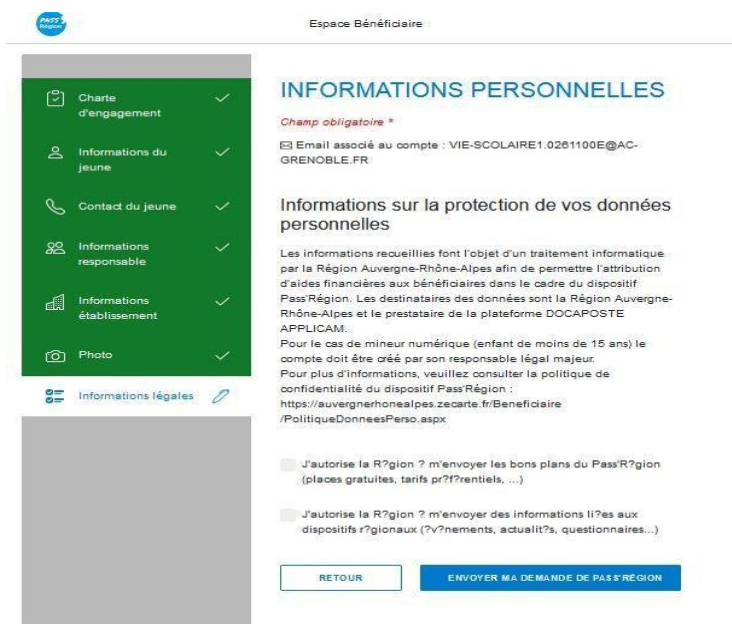 PASS'
Région
Espace Bénéficiaire
Charte
d'engagement
Informations du
jeune
Contact du jeune
Informations
responsable
Informations
établissement
Photo
Informations légales
INFORMATIONS PERSONNELLES
Champ obligatoire *
Email associé au compte : VIE-SCOLAIRE1.0261100E@AC-
GRENOBLE.FR
Informations sur la protection de vos données
personnelles
Les informations recueillies font l'objet d'un traitement informatique
par la Région Auvergne-Rhône-Alpes afin de permettre l'attribution
d'aides financières aux bénéficiaires dans le cadre du dispositif
Pass'Région. Les destinataires des données sont la Région Auvergne-
Rhône-Alpes et le prestataire de la plateforme DOCAPOSTE
APPLICAM.
Pour le cas de mineur numérique (enfant de moins de 15 ans) le
compte doit être créé par son responsable légal majeur.
Pour plus d'informations, veuillez consulter la politique de
confidentialité du dispositif Pass'Région :
https://auvergnerhonealpes.zecarte.fr/Beneficiaire
/PolitiqueDonneesPerso.aspx
J'autorise la R?gion ? m'envoyer les bons plans du Pass'R?gion
(places gratuites, tarifs pr?f?rentiels, ...)
J'autorise la R?gion ? m'envoyer des informations li?es aux
dispositifs r?gionaux (?v?nements, actualit?s, questionnaires...)
RETOUR
ENVOYER MA DEMANDE DE PASS'RÉGION